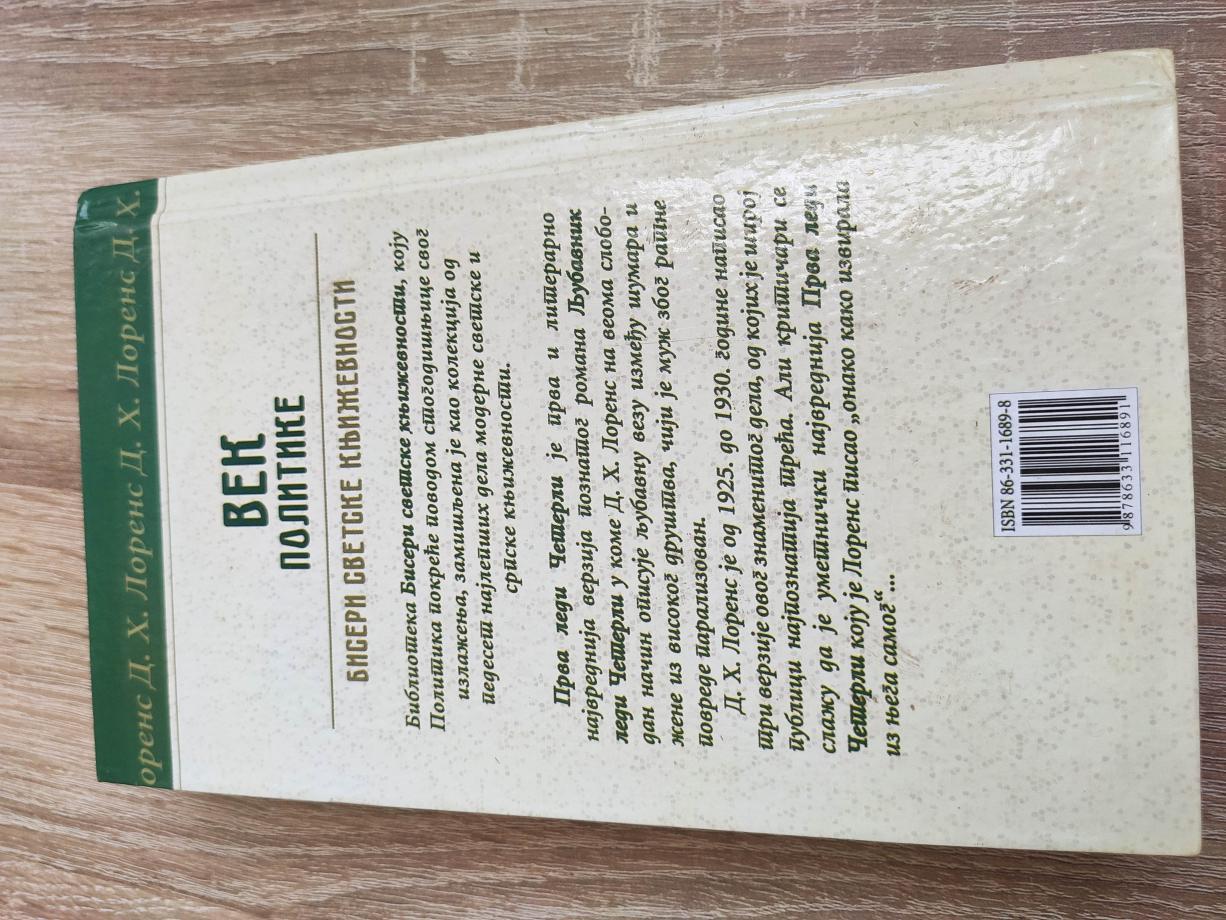 оренс Д. Х. Лоренс Д. Х. Лоренс Д. Х.
ВЕК
ПОЛИТИКЕ
БИСЕРИ СВЕТСКЕ КЊИЖЕВНОСТИ
Библиотека Бисери светске књижевности, коју
Политика покреће поводом стогодишњице свог
излажења, замишљена је као колекција од
педесет најлепших дела модерне светске и
српске књижевности.
Прва леди Четерли је прва и литерарно
највреднија верзија познатог романа Љубавник
леди Четерли у коме Д. Х. Лоренс на веома слобо-
дан начин описује љубавну везу између шумара и
жене из високог друштва, чији је муж због ратне
повреде парализован.
Д. Х. Лоренс је од 1925. до 1930. године написао
три верзије овог знаменитог дела, од којих је широј
публици најпознатија трећа. Али критичари се
слажу да је уметнички највреднија Прва леди
Четерли коју је Лоренс писао „онако како извирала
из њега самог“...
ISBN 86-331-1689-8
9 788633 116891